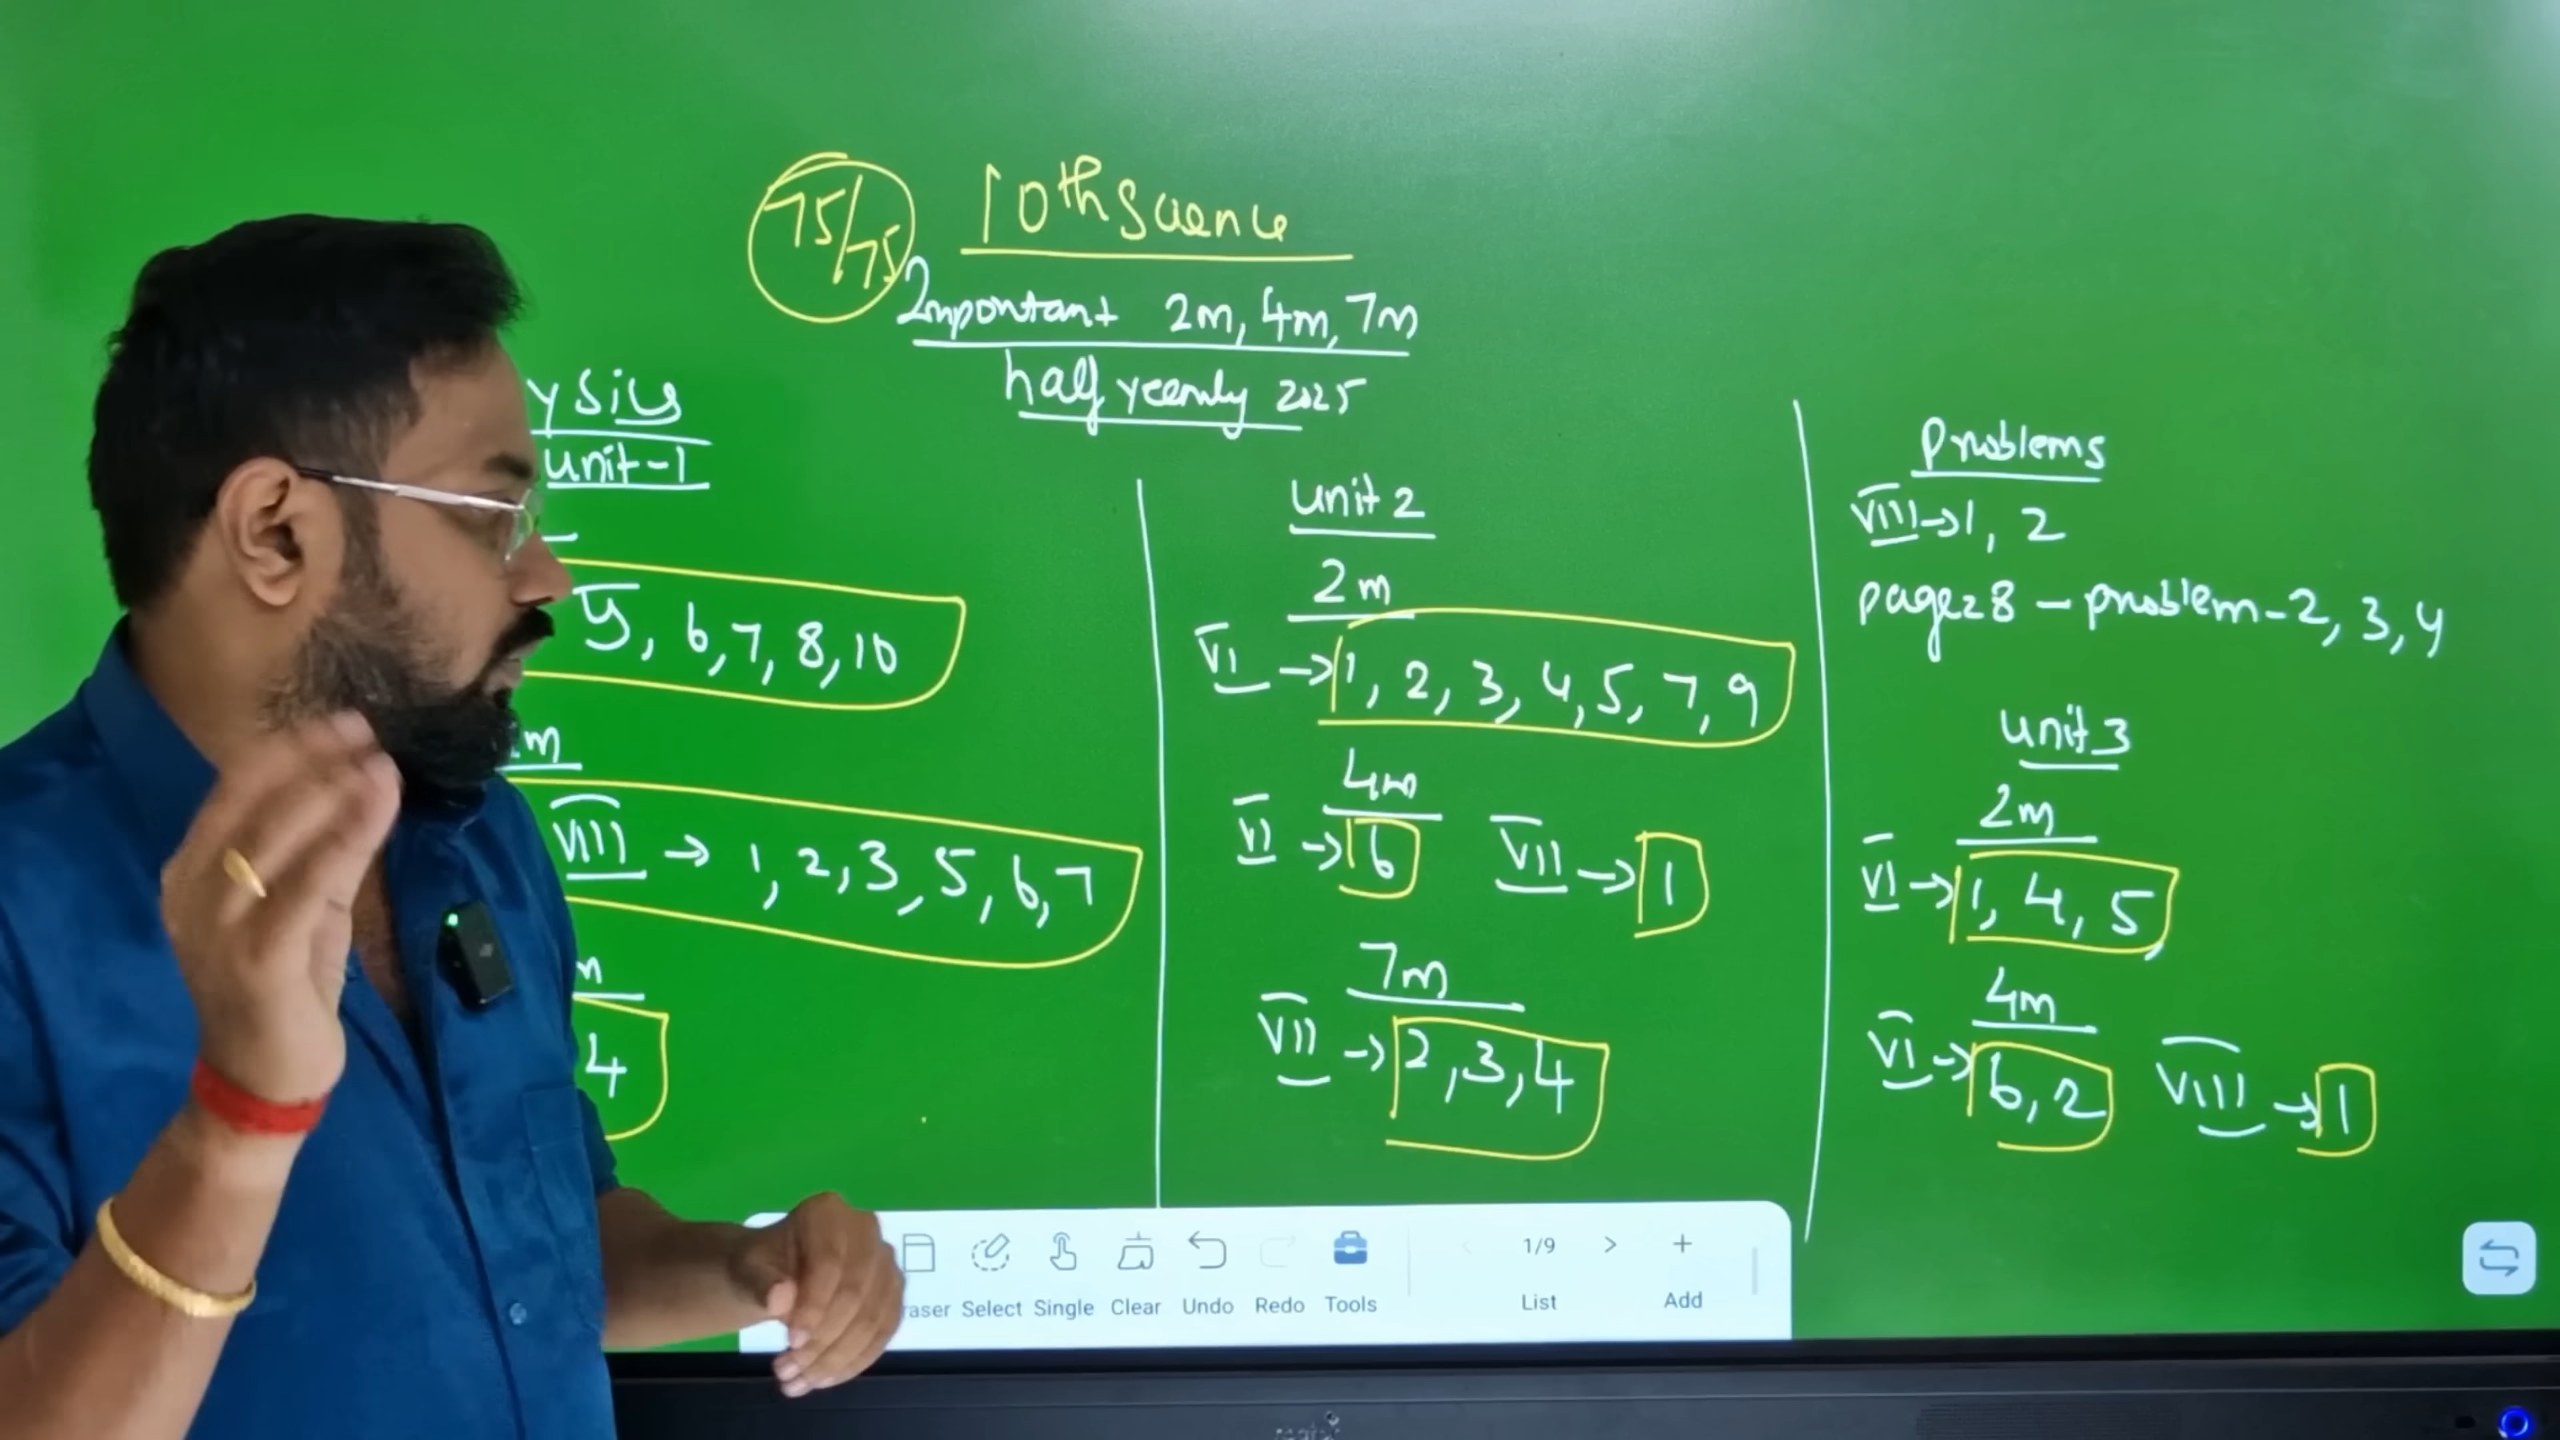 75/75
10th Science
Important 2m, 4m, 7m
half yearly 2025
ysics
unit-1
5, 6, 7, 8, 10
m
VIII → 1, 2, 3, 5, 6, 7
m
4
unit 2
2m
VI → 1, 2, 3, 4, 5, 7, 9
4m
VI → 6 VII → 1
7m
VII → 2, 3, 4
Problems
VIII → 1, 2
page 28 - problem - 2, 3, 4
unit 3
2m
VI → 1, 4, 5,
4m
VI → 6, 2 VIII → 1
raser Select Single Clear Undo Redo Tools
1/9
List
Add